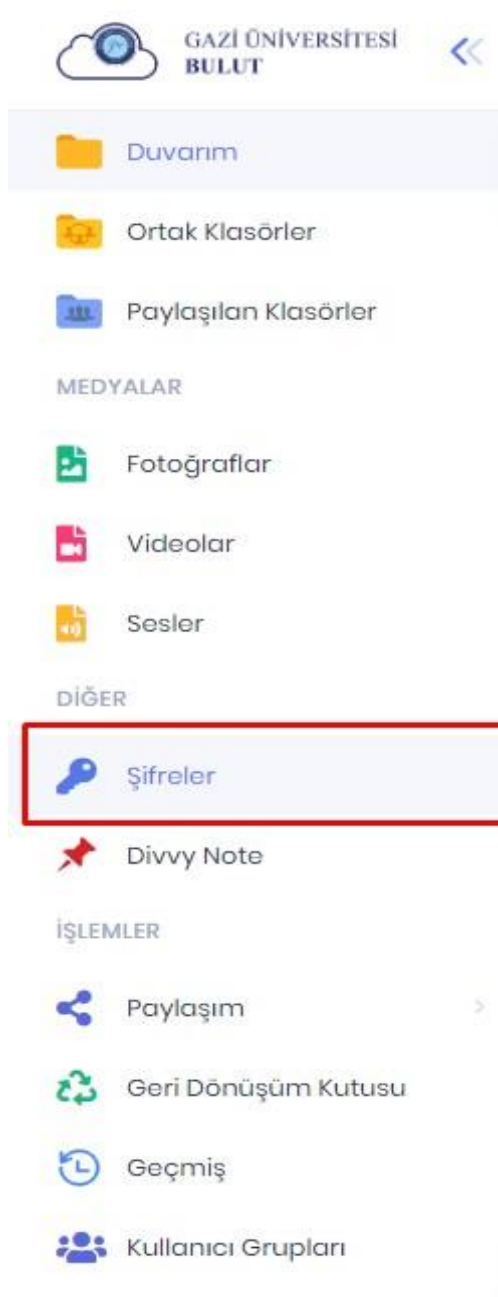 GAZİ ÜNİVERSİTESİ
BULUT
Duvarım
Ortak Klasörler
Paylaşılan Klasörler
MEDYALAR
Fotoğraflar
Videolar
Sesler
DİĞER
Şifreler
Divvy Note
İŞLEMLER
Paylaşım
Geri Dönüşüm Kutusu
Geçmiş
Kullanıcı Grupları